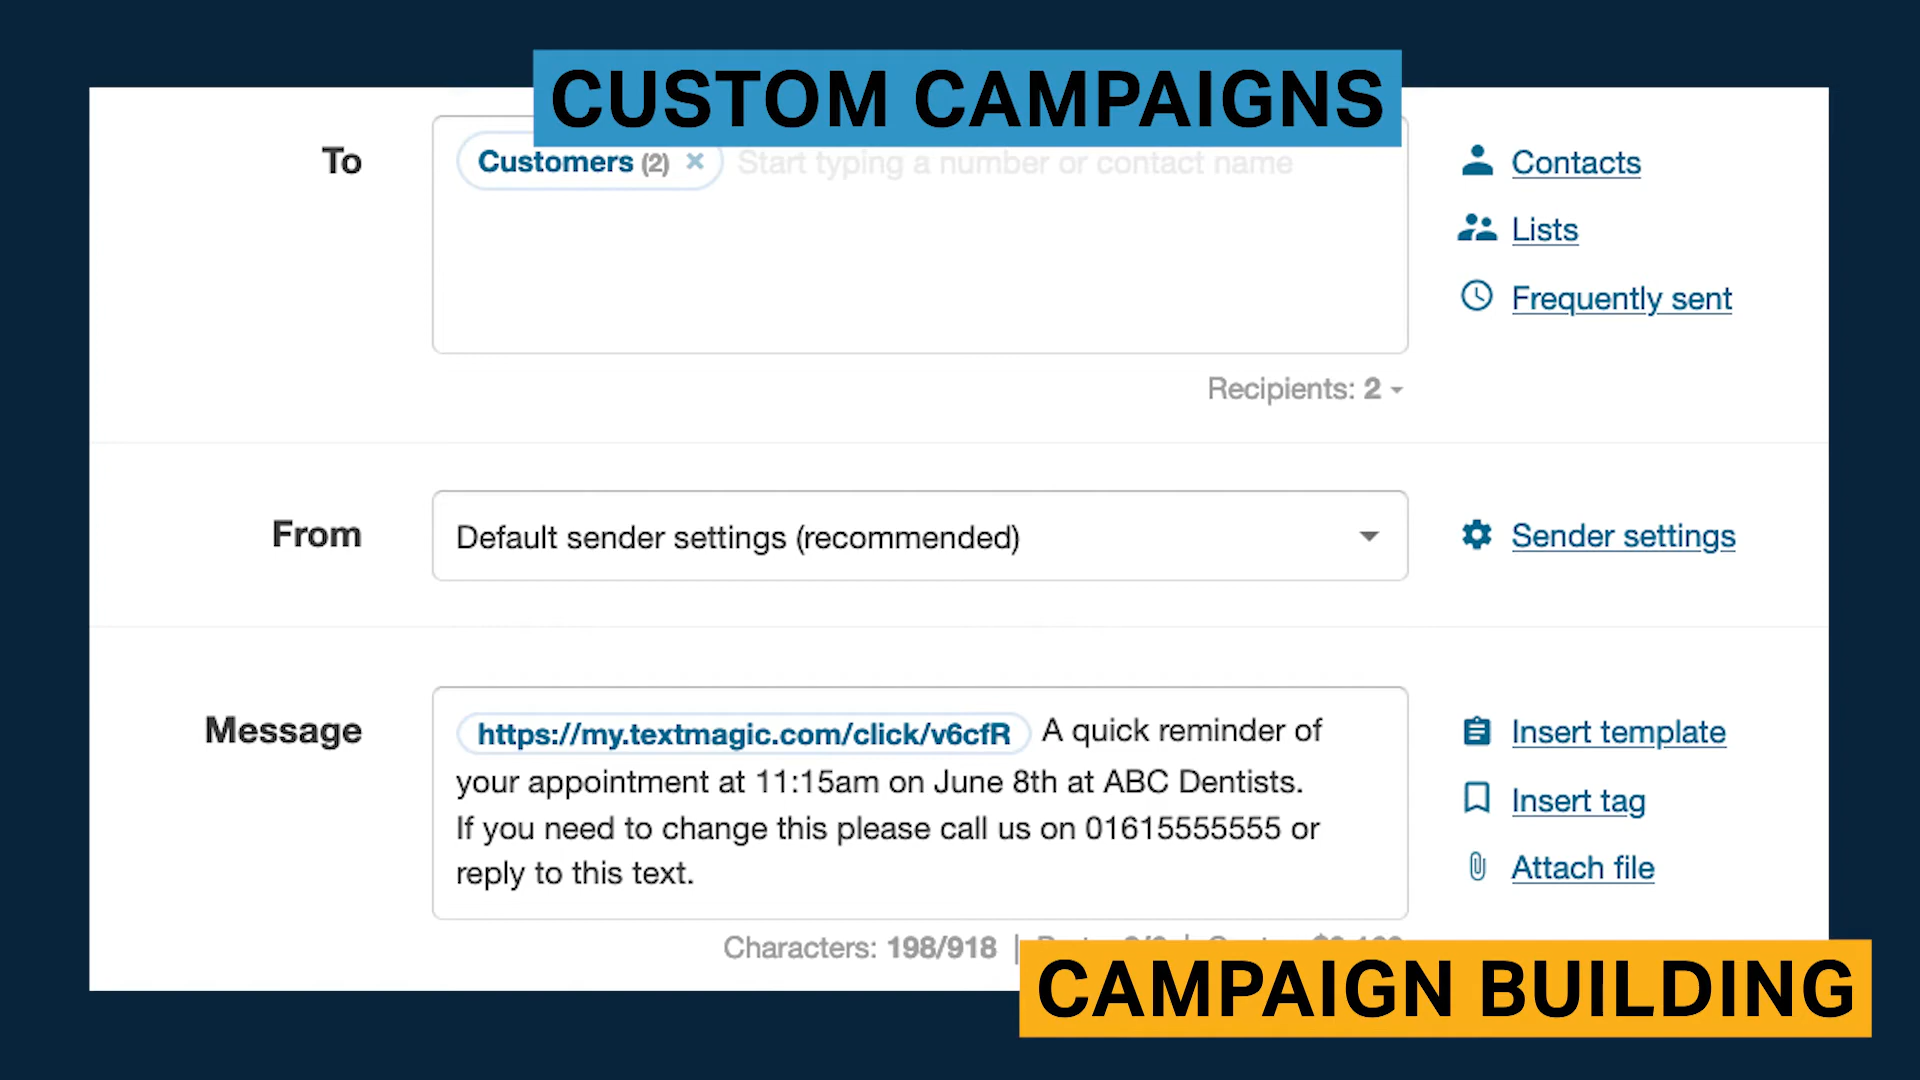 CUSTOM CAMPAIGNS
To
Customers (2) × Start typing a number or contact name
Contacts
Lists
Frequently sent
Recipients: 2
From
Default sender settings (recommended)
Sender settings
Message
https://my.textmagic.com/click/v6cfR A quick reminder of
your appointment at 11:15am on June 8th at ABC Dentists.
If you need to change this please call us on 01615555555 or
reply to this text.
Insert template
Insert tag
Attach file
Characters: 198/918 |
CAMPAIGN BUILDING